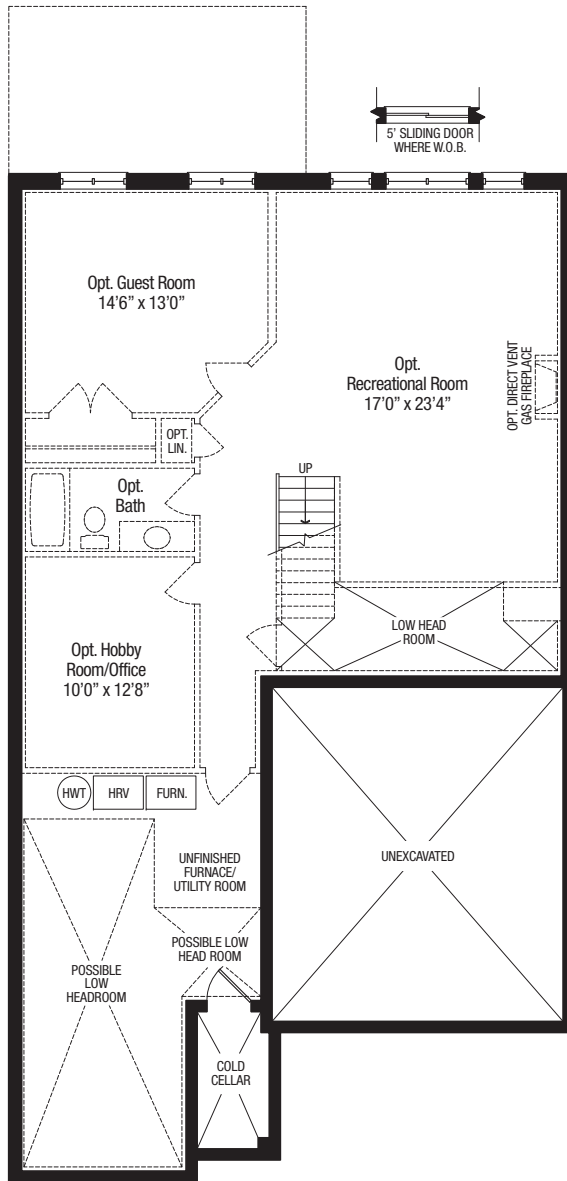 5’ SLIDING DOOR
WHERE W.O.B.
Opt. Guest Room
14’6” x 13’0”
Opt.
Recreational Room
17’0” x 23’4”
OPT. DIRECT VENT
GAS FIREPLACE
OPT.
LIN.
UP
Opt.
Bath
LOW HEAD
ROOM
Opt. Hobby
Room/Office
10’0” x 12’8”
HWT
HRV
FURN.
UNFINISHED
FURNACE/
UTILITY ROOM
UNEXCAVATED
POSSIBLE LOW
HEAD ROOM
POSSIBLE
LOW
HEADROOM
COLD
CELLAR